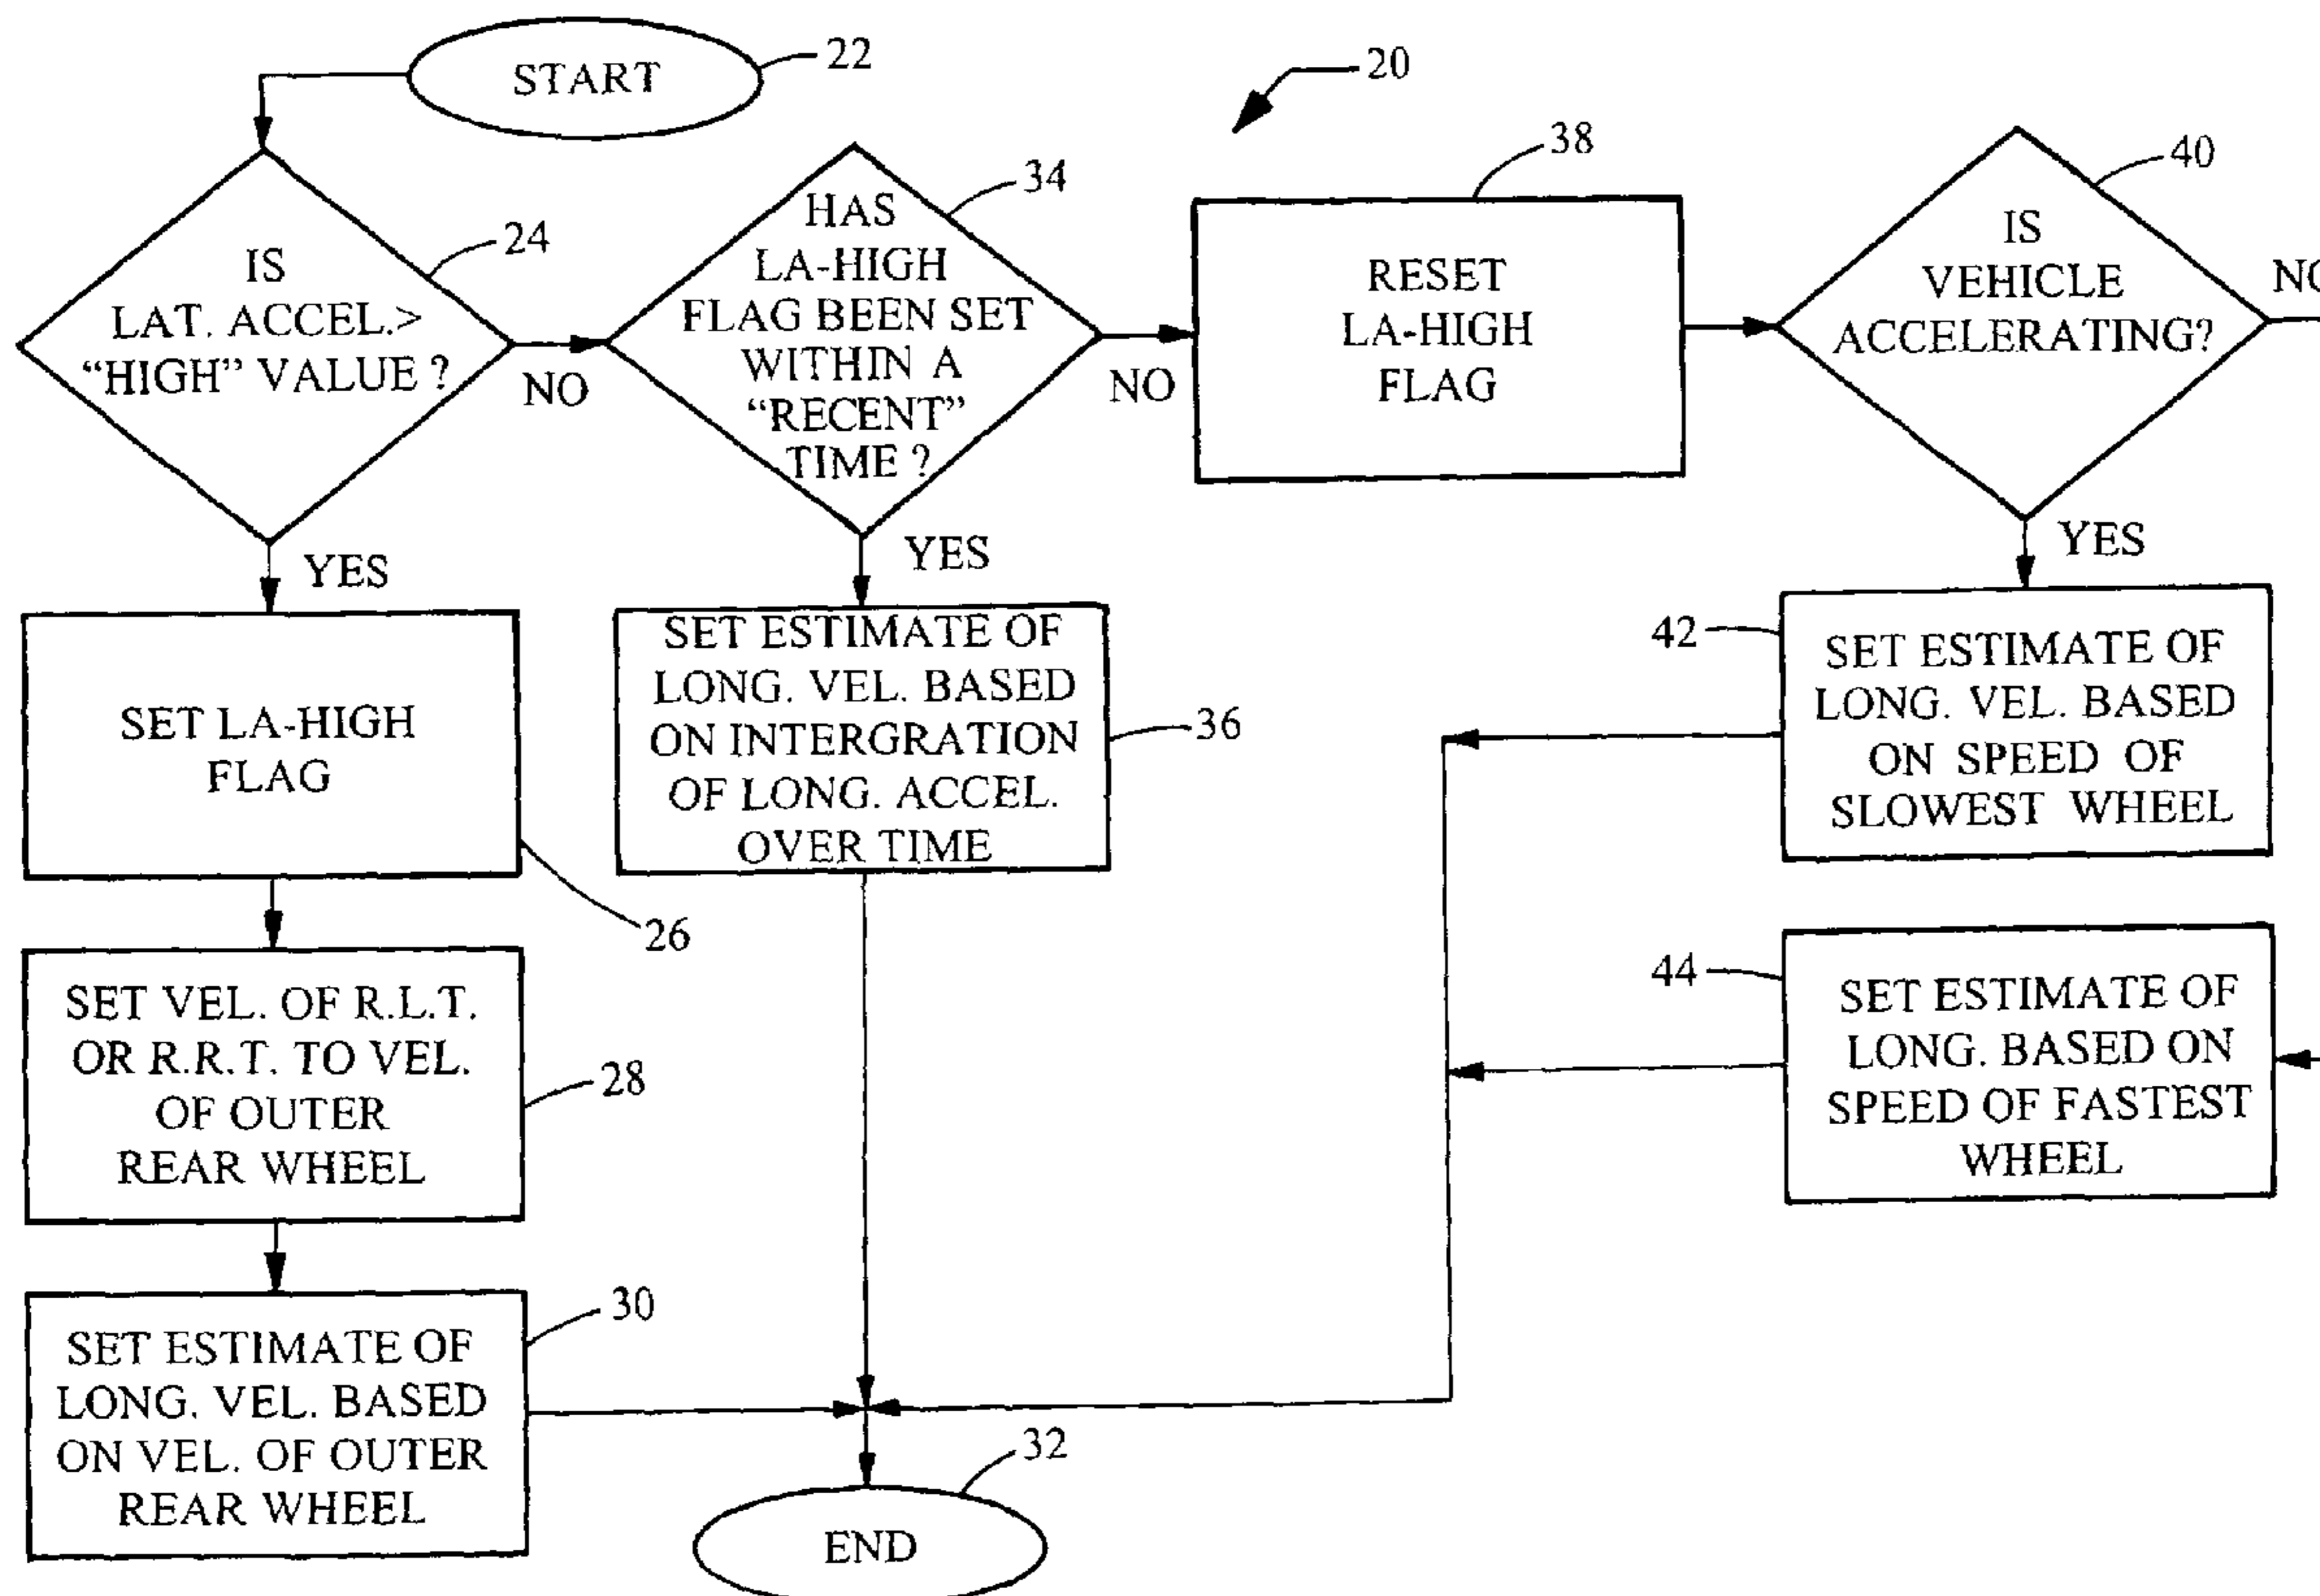 START
22
20
IS
LAT. ACCEL.>
“HIGH” VALUE ?
24
NO
YES
HAS
LA-HIGH
FLAG BEEN SET
WITHIN A
“RECENT”
TIME ?
34
NO
YES
RESET
LA-HIGH
FLAG
38
IS
VEHICLE
ACCELERATING?
40
YES
SET LA-HIGH
FLAG
26
SET ESTIMATE OF
LONG. VEL. BASED
ON INTERGRATION
OF LONG. ACCEL.
OVER TIME
36
42
SET ESTIMATE OF
LONG. VEL. BASED
ON SPEED OF
SLOWEST WHEEL
SET VEL. OF R.L.T.
OR R.R.T. TO VEL.
OF OUTER
REAR WHEEL
28
44
SET ESTIMATE OF
LONG. BASED ON
SPEED OF FASTEST
WHEEL
SET ESTIMATE OF
LONG. VEL. BASED
ON VEL. OF OUTER
REAR WHEEL
30
32
END